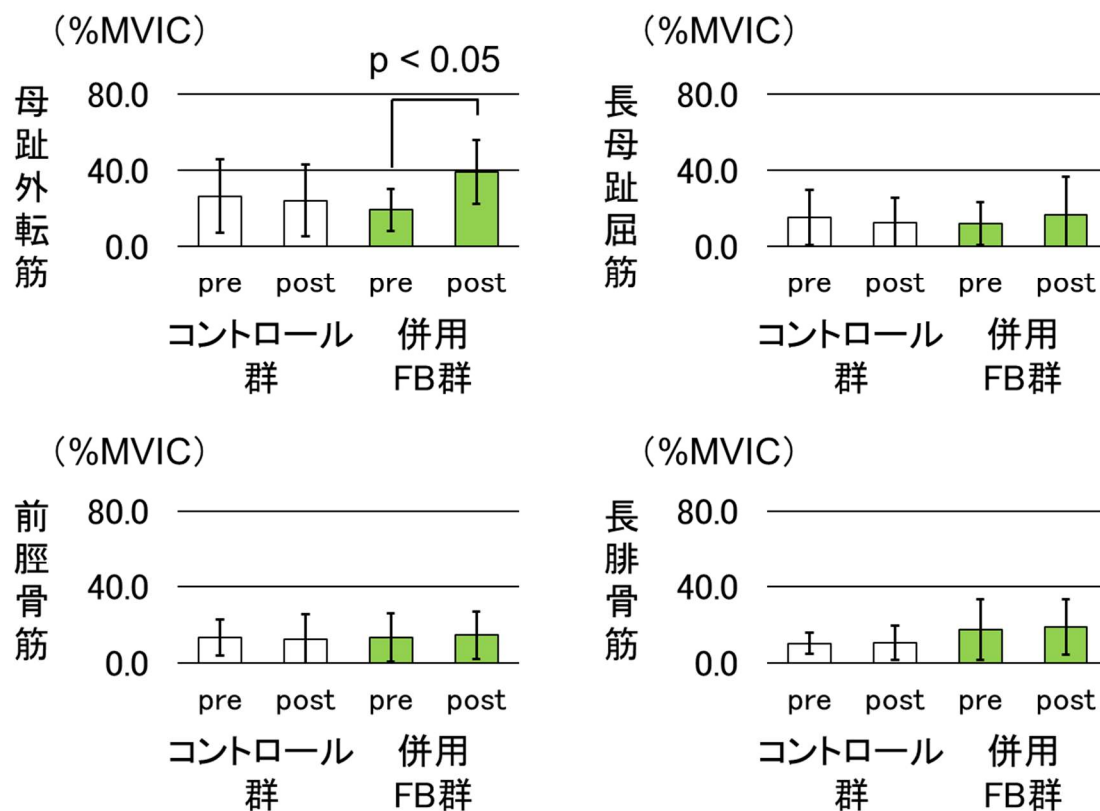 （%MVIC）
p < 0.05
母趾外転筋
80.0
40.0
0.0
pre post pre post
コントロール群 併用FB群
（%MVIC）
長母趾屈筋
80.0
40.0
0.0
pre post pre post
コントロール群 併用FB群
（%MVIC）
前脛骨筋
80.0
40.0
0.0
pre post pre post
コントロール群 併用FB群
（%MVIC）
長腓骨筋
80.0
40.0
0.0
pre post pre post
コントロール群 併用FB群